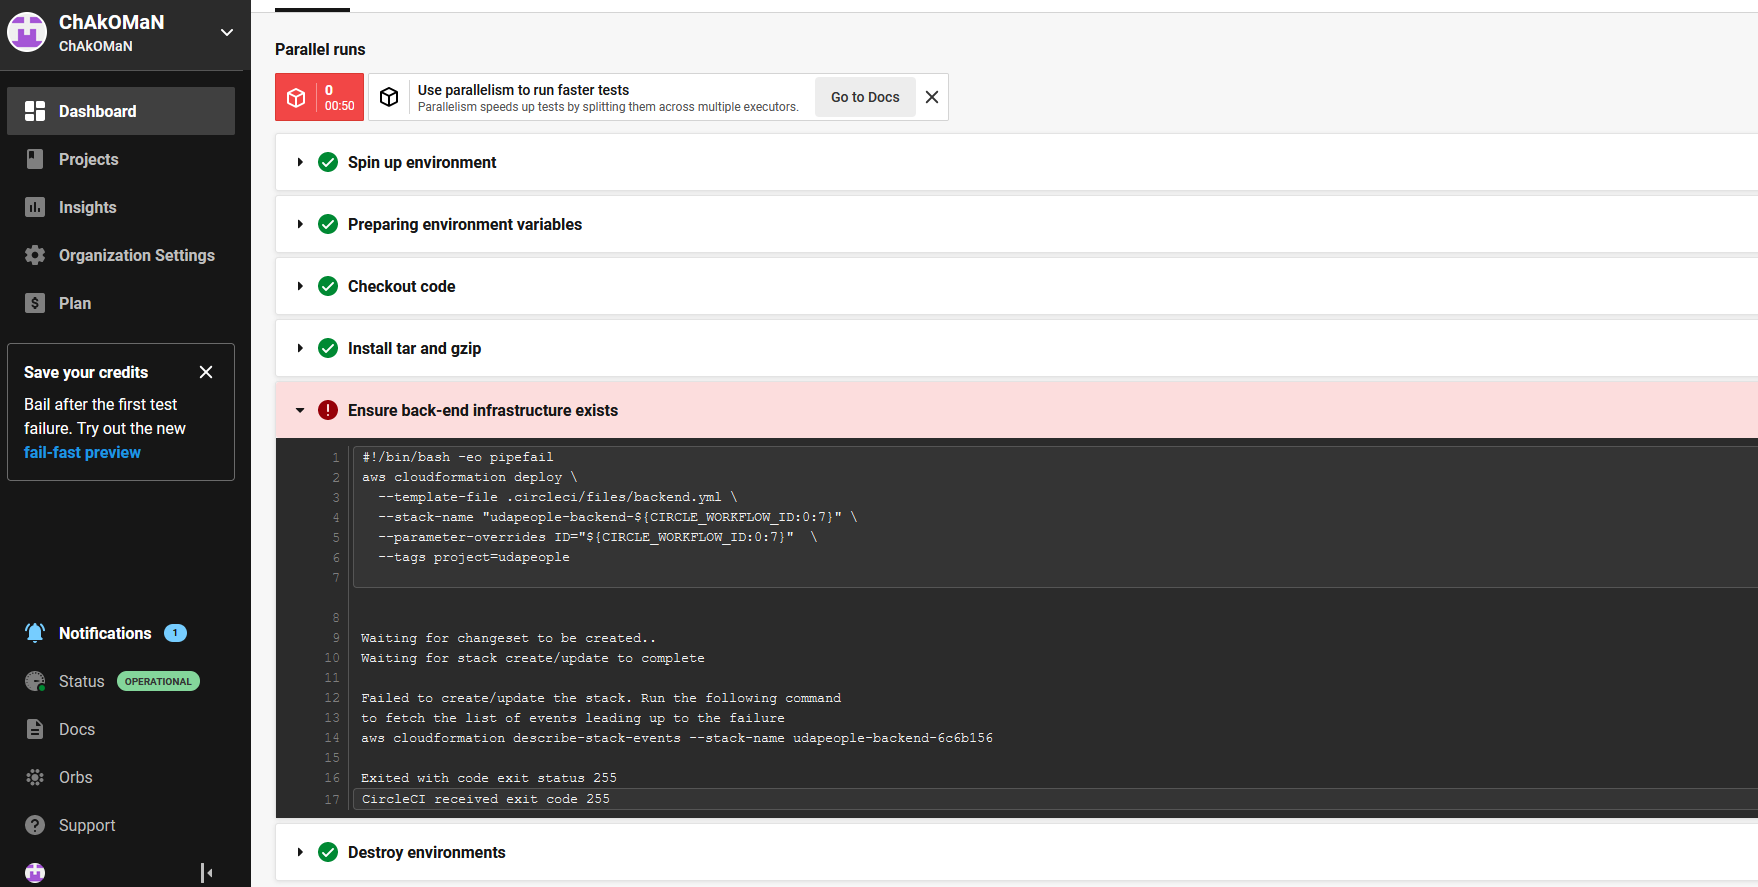 ChAkOMaN
ChAkOMaN
Dashboard
Projects
Insights
Organization Settings
Plan
Save your credits
Bail after the first test
failure. Try out the new
fail-fast preview
Notifications 1
Status OPERATIONAL
Docs
Orbs
Support
Parallel runs
0
00:50
Use parallelism to run faster tests
Parallelism speeds up tests by splitting them across multiple executors.
Go to Docs
Spin up environment
Preparing environment variables
Checkout code
Install tar and gzip
Ensure back-end infrastructure exists
1 #!/bin/bash -eo pipefail
2 aws cloudformation deploy \
3   --template-file .circleci/files/backend.yml \
4   --stack-name "udapeople-backend-${CIRCLE_WORKFLOW_ID:0:7}" \
5   --parameter-overrides ID="${CIRCLE_WORKFLOW_ID:0:7}"  \
6   --tags project=udapeople
7
8
9 Waiting for changeset to be created..
10 Waiting for stack create/update to complete
11
12 Failed to create/update the stack. Run the following command
13 to fetch the list of events leading up to the failure
14 aws cloudformation describe-stack-events --stack-name udapeople-backend-6c6b156
15
16 Exited with code exit status 255
17 CircleCI received exit code 255
Destroy environments